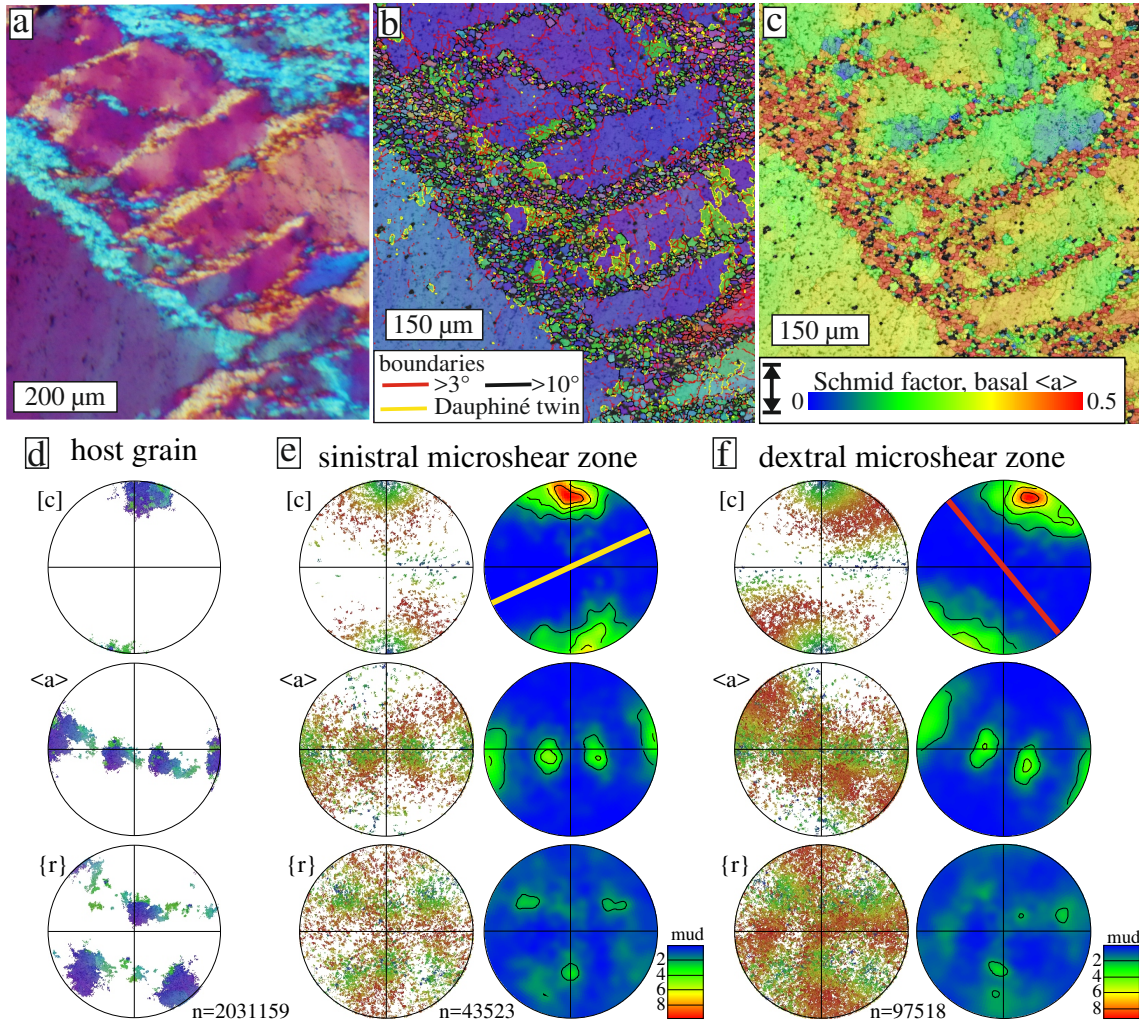 a
200 µm
b
150 µm
boundaries
>3° >10°
Dauphiné twin
c
150 µm
Schmid factor, basal <a>
0 0.5
d host grain
[c]
<a>
{r}
n=2031159
e sinistral microshear zone
[c]
<a>
{r}
n=43523
mud
2
4
6
8
f dextral microshear zone
[c]
<a>
{r}
n=97518
mud
2
4
6
8